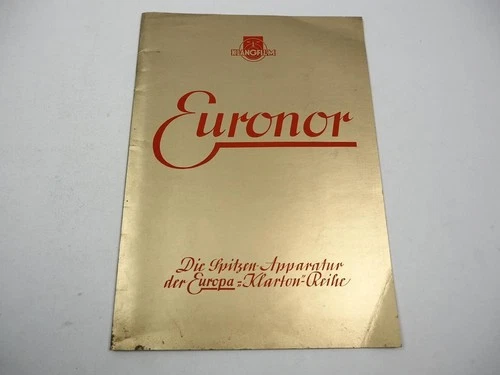 KLANGFILM
Euronor
Die Spitzen-Apparatur
der Europa-„Klarton“-Reihe